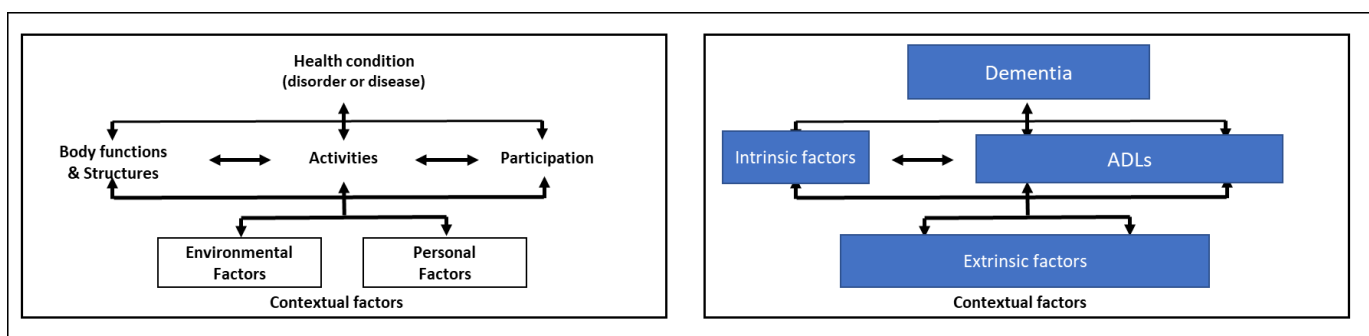 Health condition
(disorder or disease)
Body functions
& Structures
Activities
Participation
Environmental
Factors
Personal
Factors
Contextual factors
Dementia
Intrinsic factors
ADLs
Extrinsic factors
Contextual factors